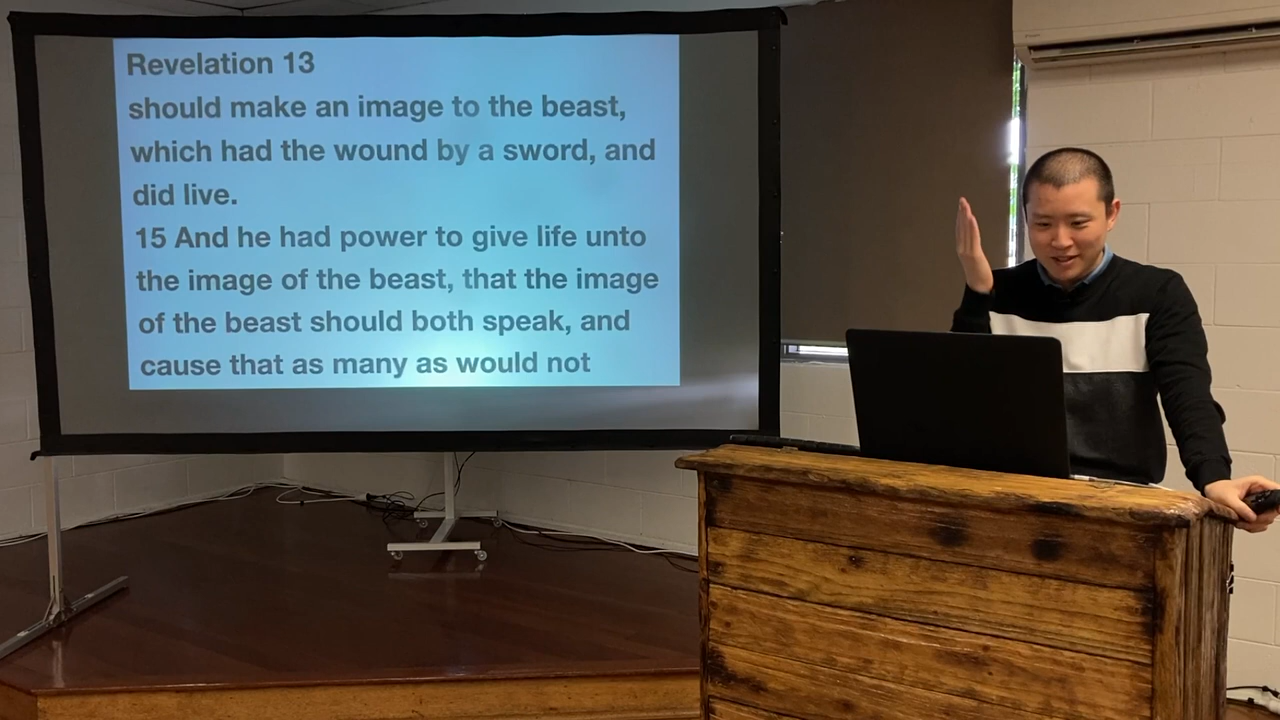 Revelation 13
should make an image to the beast,
which had the wound by a sword, and
did live.
15 And he had power to give life unto
the image of the beast, that the image
of the beast should both speak, and
cause that as many as would not